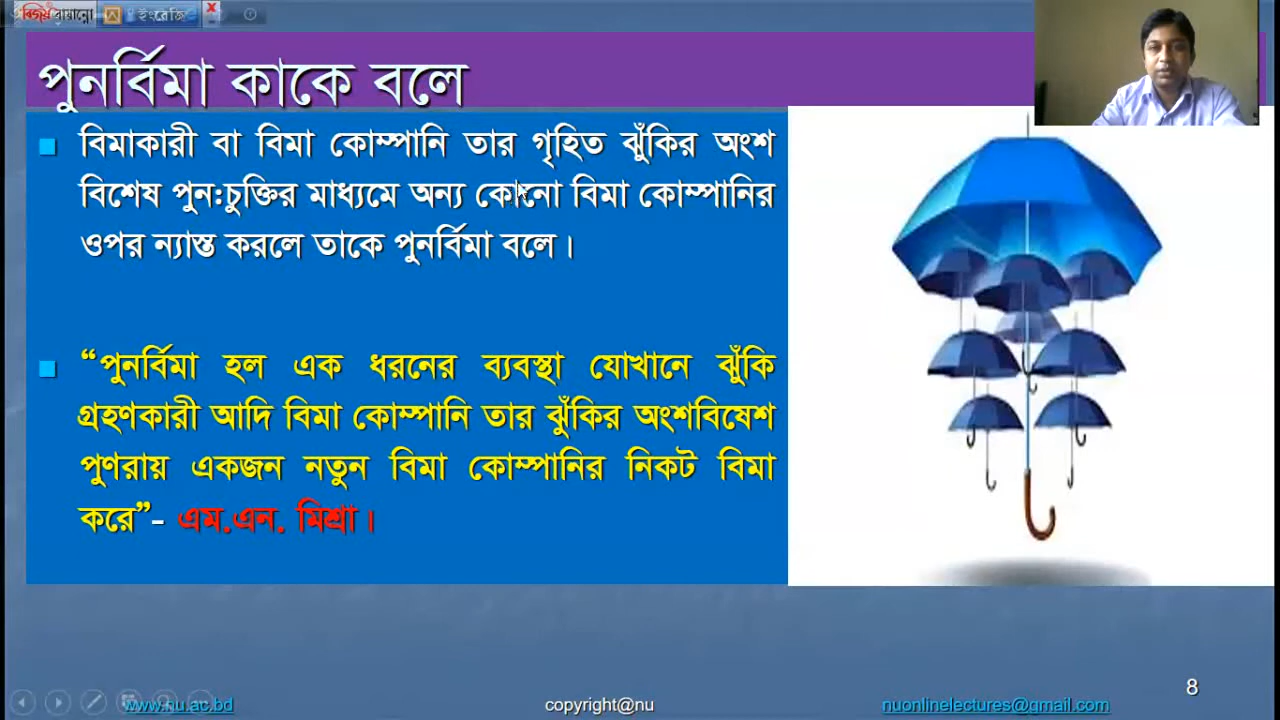 বিজয় বায়ান্নো ইংরেজি
পুনর্বিমা কাকে বলে
বিমাকারী বা বিমা কোম্পানি তার গৃহিত ঝুঁকির অংশ
বিশেষ পুন:চুক্তির মাধ্যমে অন্য কোনো বিমা কোম্পানির
ওপর ন্যাস্ত করলে তাকে পুনর্বিমা বলে।
“পুনর্বিমা হল এক ধরনের ব্যবস্থা যোখানে ঝুঁকি
গ্রহণকারী আদি বিমা কোম্পানি তার ঝুঁকির অংশবিষেশ
পুণরায় একজন নতুন বিমা কোম্পানির নিকট বিমা
করে”- এম.এন. মিশ্রা।
8
www.nu.ac.bd copyright@nu nuonlinelectures@gmail.com